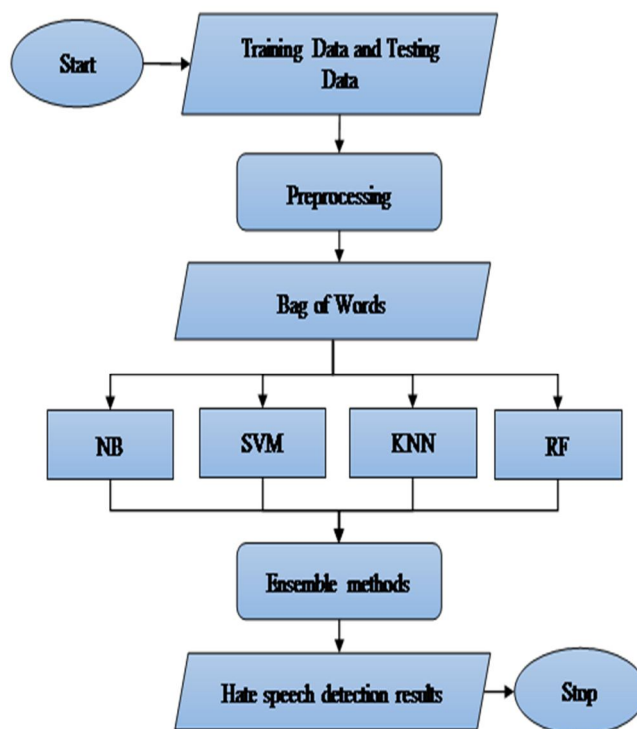 Start
Training Data and Testing
Data
Preprocessing
Bag of Words
NB
SVM
KNN
RF
Ensemble methods
Hate speech detection results
Stop